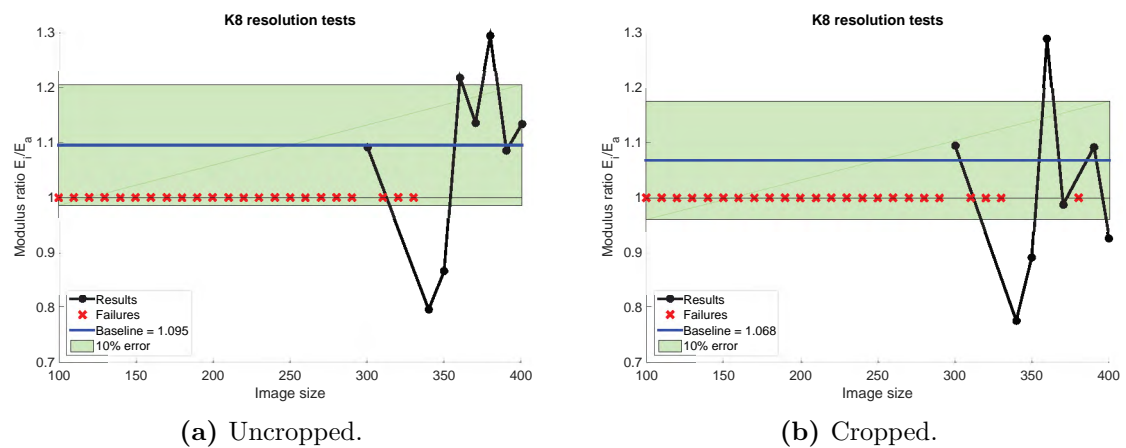 K8 resolution tests
1.3
1.2
1.1
1
0.9
0.8
0.7
Modulus ratio E_i/E_a
Results
Failures
Baseline = 1.095
10% error
100 150 200 250 300 350 400
Image size
(a) Uncropped.
K8 resolution tests
1.3
1.2
1.1
1
0.9
0.8
0.7
Modulus ratio E_i/E_a
Results
Failures
Baseline = 1.068
10% error
100 150 200 250 300 350 400
Image size
(b) Cropped.